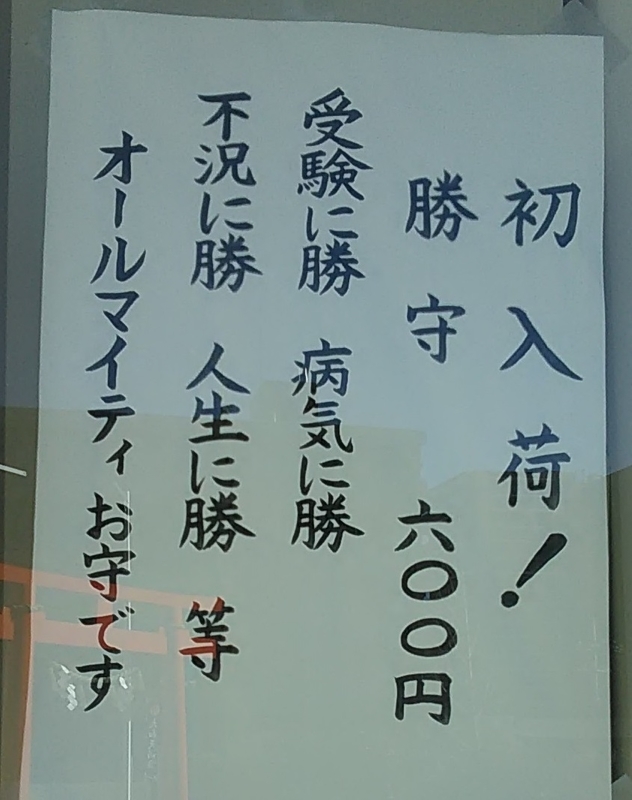 初入荷!
勝守 六〇〇円
受験に勝 病気に勝
不況に勝 人生に勝 等
オールマイティお守です